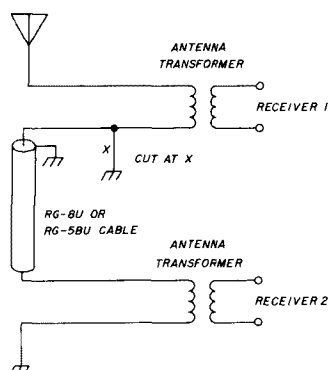 ANTENNA
TRANSFORMER
RECEIVER 1
X
CUT AT X
RG-8U OR
RG-58U CABLE
ANTENNA
TRANSFORMER
RECEIVER 2